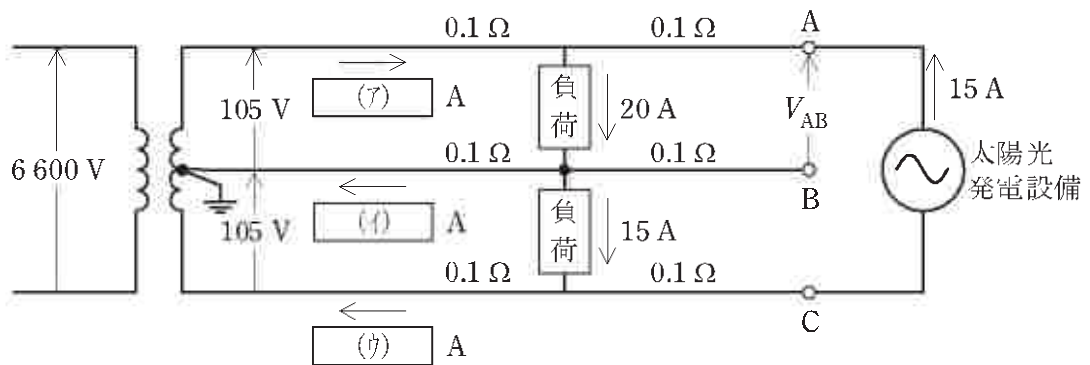 0.1 Ω
0.1 Ω
A
(ア) A
105 V
負荷
20 A
V_AB
15 A
6 600 V
0.1 Ω
0.1 Ω
B
太陽光
発電設備
(イ) A
105 V
負荷
15 A
0.1 Ω
0.1 Ω
C
(ウ) A